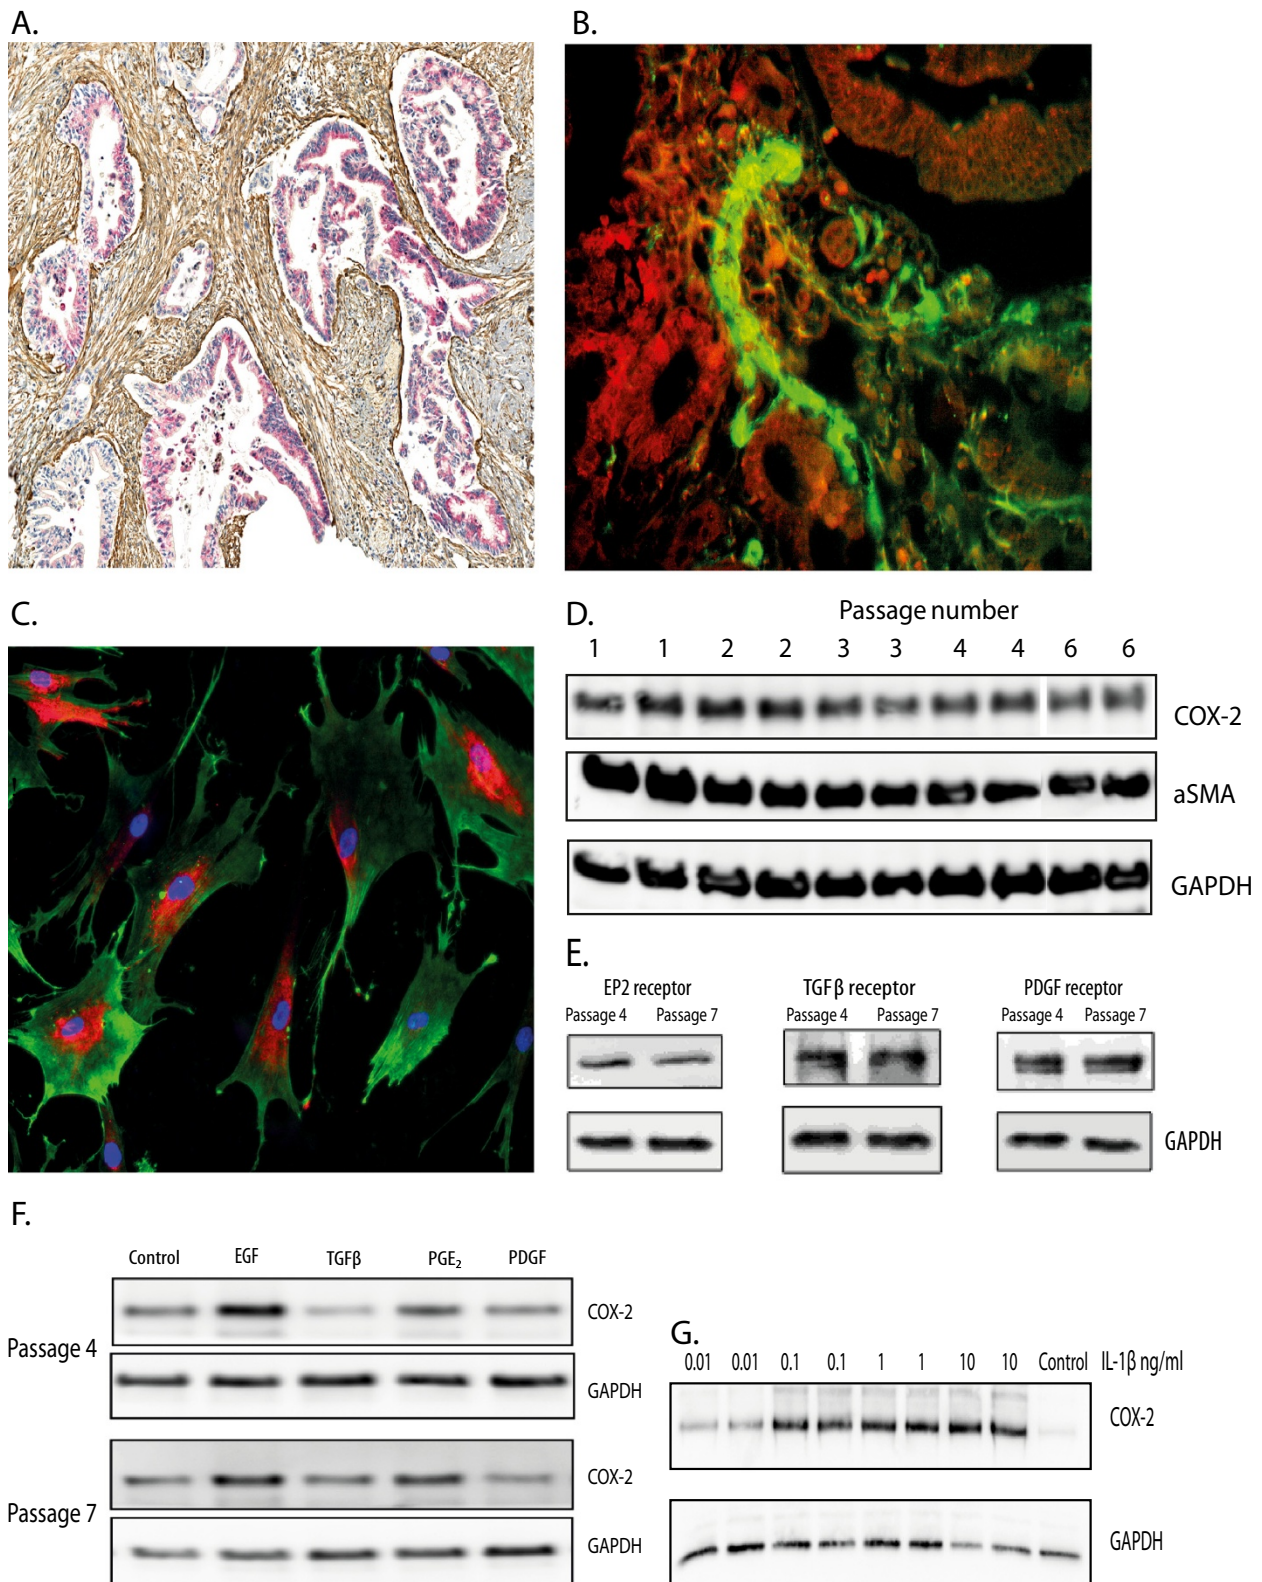 A.
B.
C.
D.
Passage number
1 1 2 2 3 3 4 4 6 6
COX-2
aSMA
GAPDH
E.
EP2 receptor
Passage 4 Passage 7
TGFβ receptor
Passage 4 Passage 7
PDGF receptor
Passage 4 Passage 7
GAPDH
F.
Control EGF TGFβ PGE₂ PDGF
Passage 4
COX-2
GAPDH
Passage 7
COX-2
GAPDH
G.
0.01 0.01 0.1 0.1 1 1 10 10 Control IL-1β ng/ml
COX-2
GAPDH